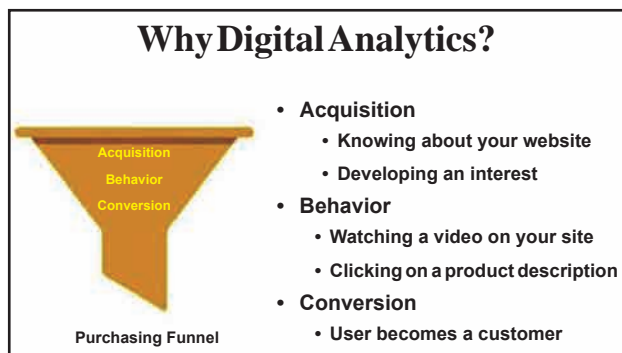 Why Digital Analytics?
Acquisition
Behavior
Conversion
Purchasing Funnel
• Acquisition
• Knowing about your website
• Developing an interest
• Behavior
• Watching a video on your site
• Clicking on a product description
• Conversion
• User becomes a customer